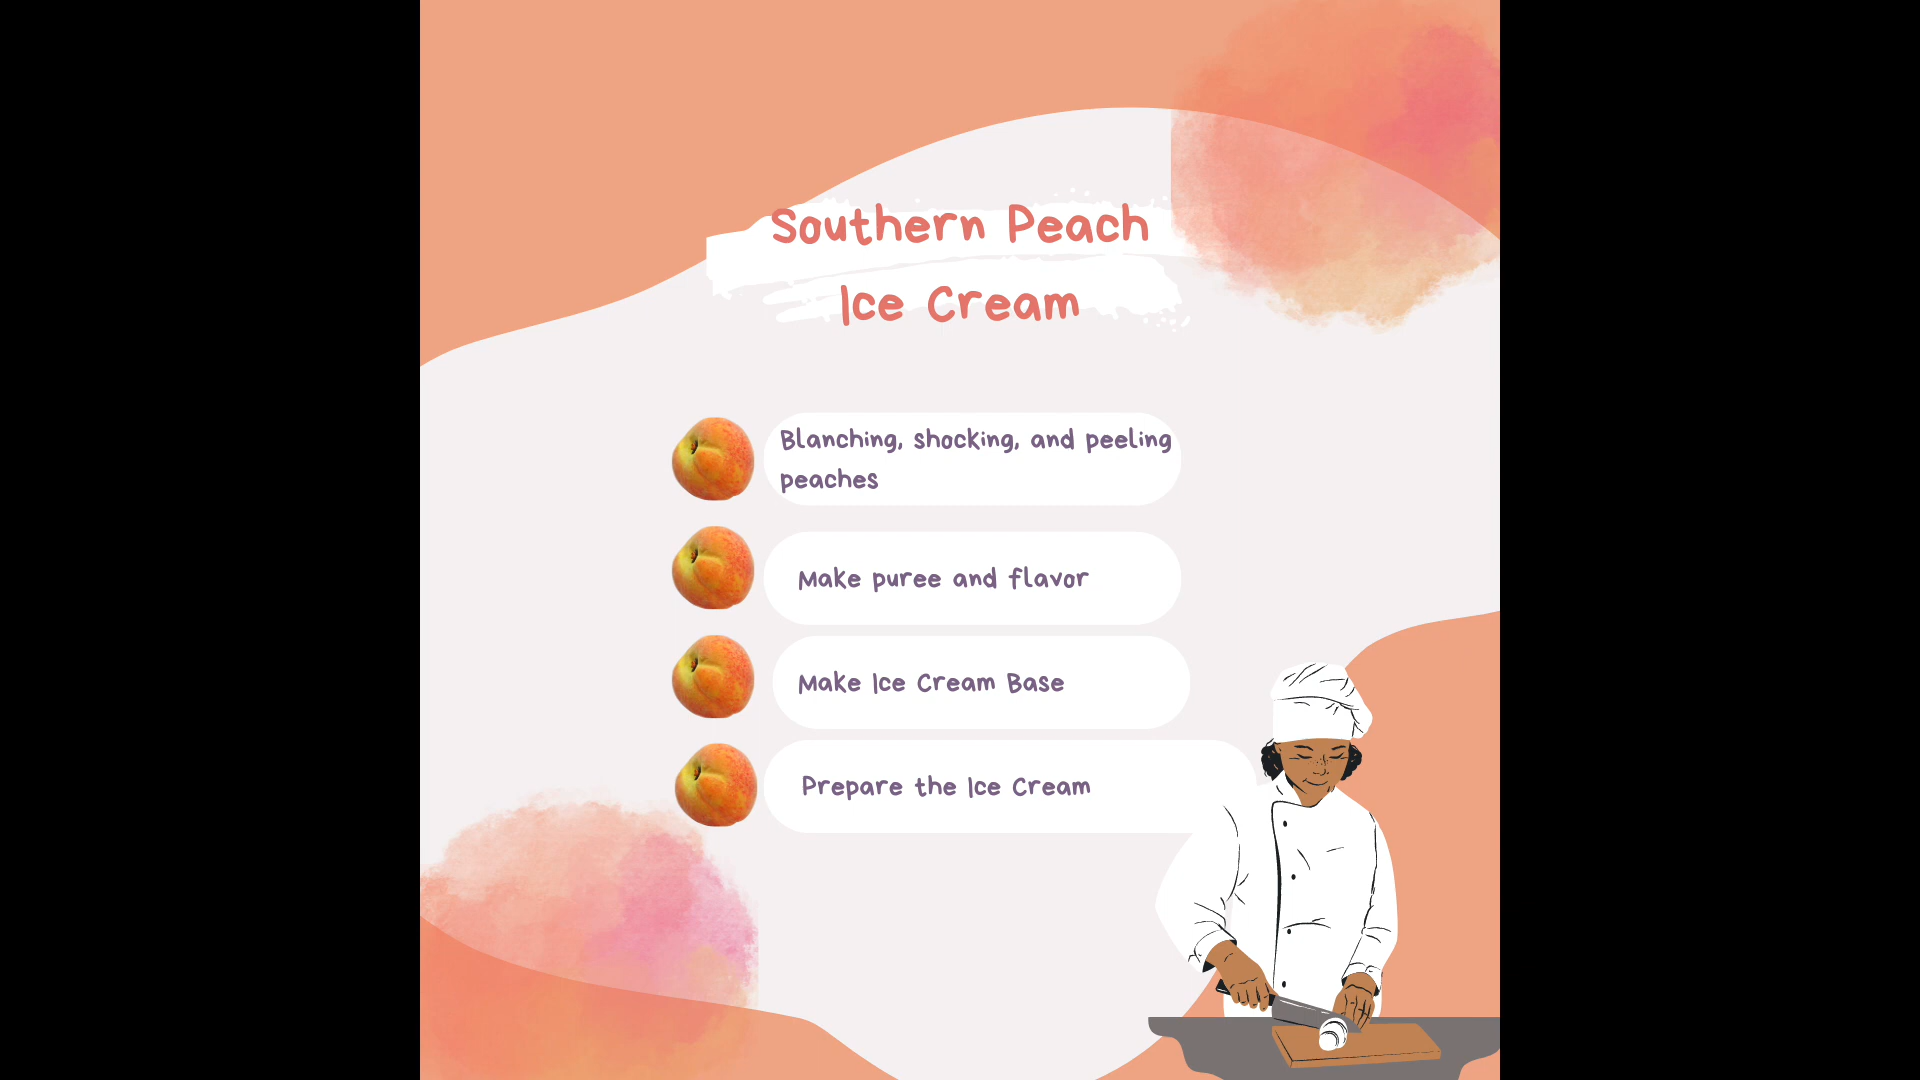 Southern Peach
Ice Cream
Blanching, shocking, and peeling
peaches
Make puree and flavor
Make Ice Cream Base
Prepare the Ice Cream